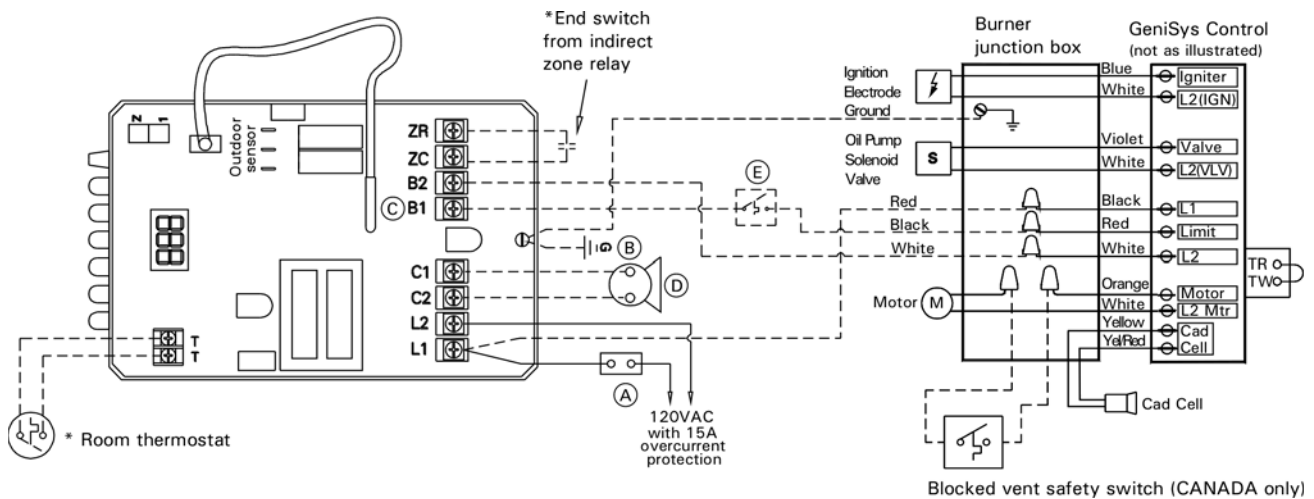 *End switch
from indirect
zone relay
Burner
junction box
GeniSys Control
(not as illustrated)
Ignition
Electrode
Ground
Blue
Igniter
White
L2(IGN)
Oil Pump
Solenoid
Valve
S
Violet
Valve
White
L2(VLV)
2 1
Outdoor
sensor
ZR
ZC
B2
C B1
E
Red
Black
L1
Black
Red
Limit
White
White
L2
TR
TW
G
B
C1
C2
D
L2
L1
A
120VAC
with 15A
overcurrent
protection
Motor M
Orange
Motor
White
L2 Mtr
Yellow
Cad
Yel/Red
Cell
Cad Cell
T
T
* Room thermostat
Blocked vent safety switch (CANADA only)